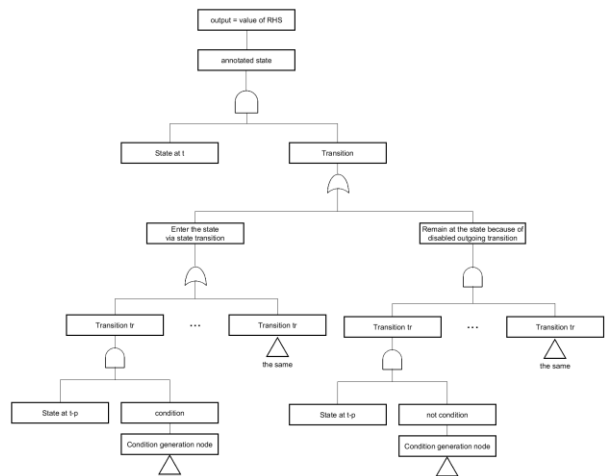 output = value of RHS
annotated state
State at t
Transition
Enter the state
via state transition
Remain at the state because of
disabled outgoing transition
Transition tr
...
Transition tr
Transition tr
...
Transition tr
the same
the same
State at t-p
condition
State at t-p
not condition
Condition generation node
Condition generation node